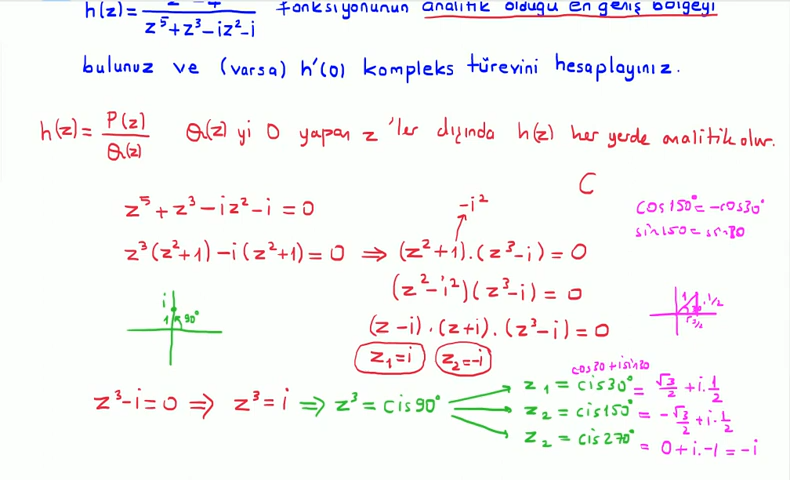 h(z)= / z⁵+z³-iz²-i fonksiyonunun analitik olduğu en geniş bölgeyi
bulunuz ve (varsa) h'(0) kompleks türevini hesaplayınız.
h(z)= P(z)/Q(z) Q(z) yi 0 yapan z 'ler dışında h(z) her yerde analitik olur.
C
-i²
cos150°=-cos30°
sin150=sin30
z⁵+z³-iz²-i=0
z³(z²+1)-i(z²+1)=0 ⇒ (z²+1).(z³-i)=0
(z²-i²)(z³-i)=0
i
1 90°
1 1/2
√3/2
(z-i).(z+i).(z³-i)=0
z₁=i z₂=-i
cos30+isin30
z³-i=0 ⇒ z³=i ⇒ z³=cis90°
z₁=cis30°=√3/2+i.1/2
z₂=cis150°=-√3/2+i.1/2
z₂=cis270°=0+i.-1=-i